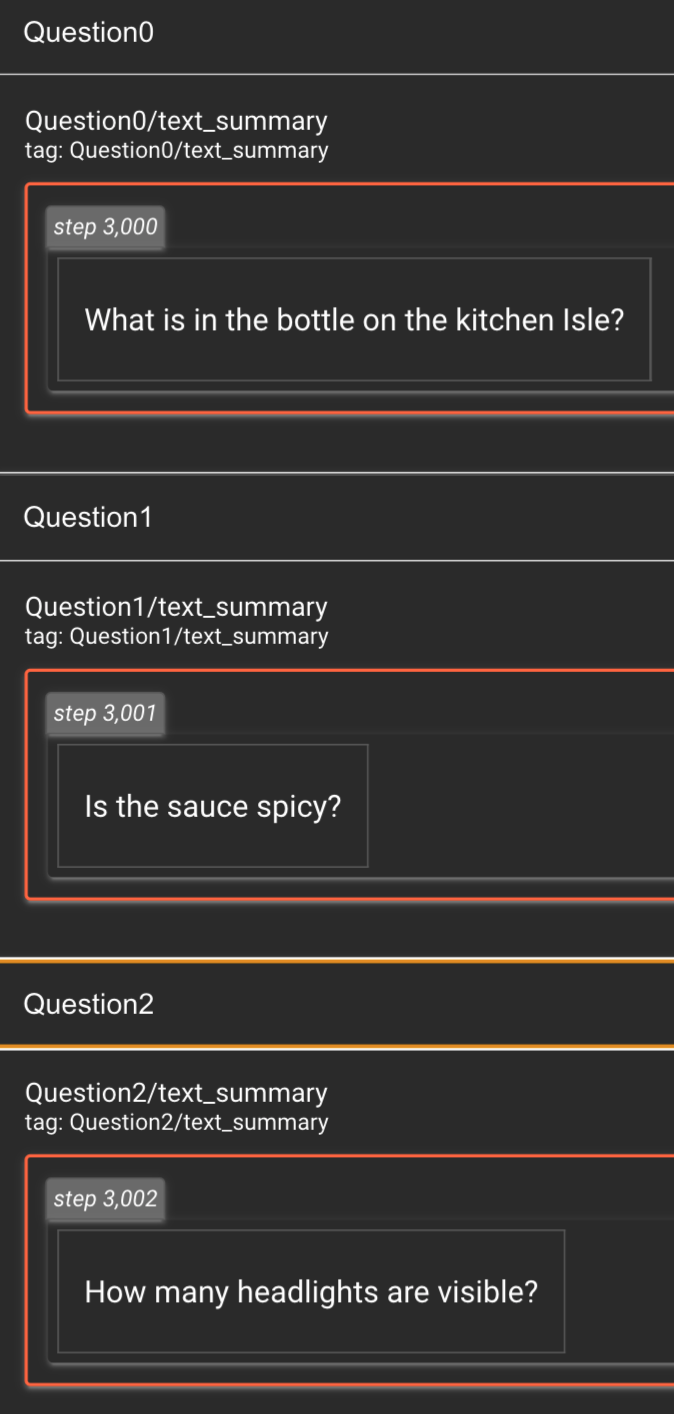 Question0
Question0/text_summary
tag: Question0/text_summary
step 3,000
What is in the bottle on the kitchen Isle?
Question1
Question1/text_summary
tag: Question1/text_summary
step 3,001
Is the sauce spicy?
Question2
Question2/text_summary
tag: Question2/text_summary
step 3,002
How many headlights are visible?